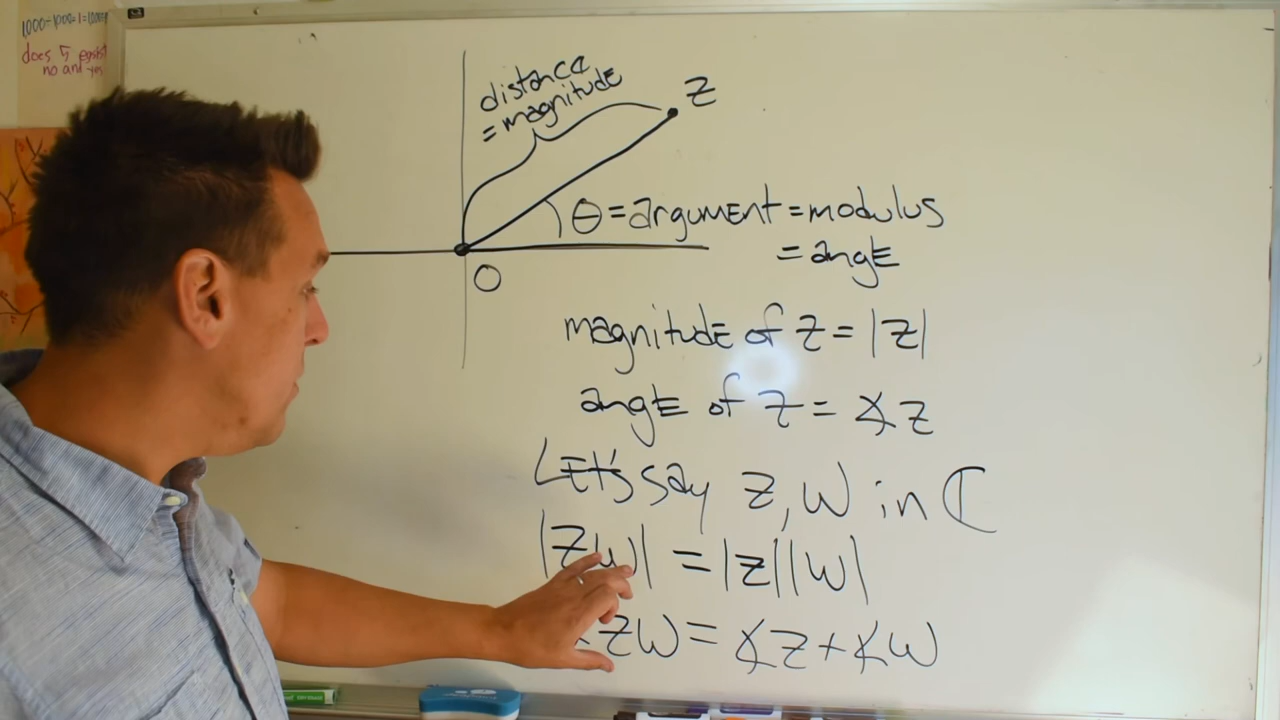 does 5 exist
no and yes
distance
= magnitude
z
θ = argument = modulus
= angle
O
magnitude of z = |z|
angle of z = ∡z
Let's say z, w in ℂ
|zw| = |z||w|
∡zw = ∡z + ∡w